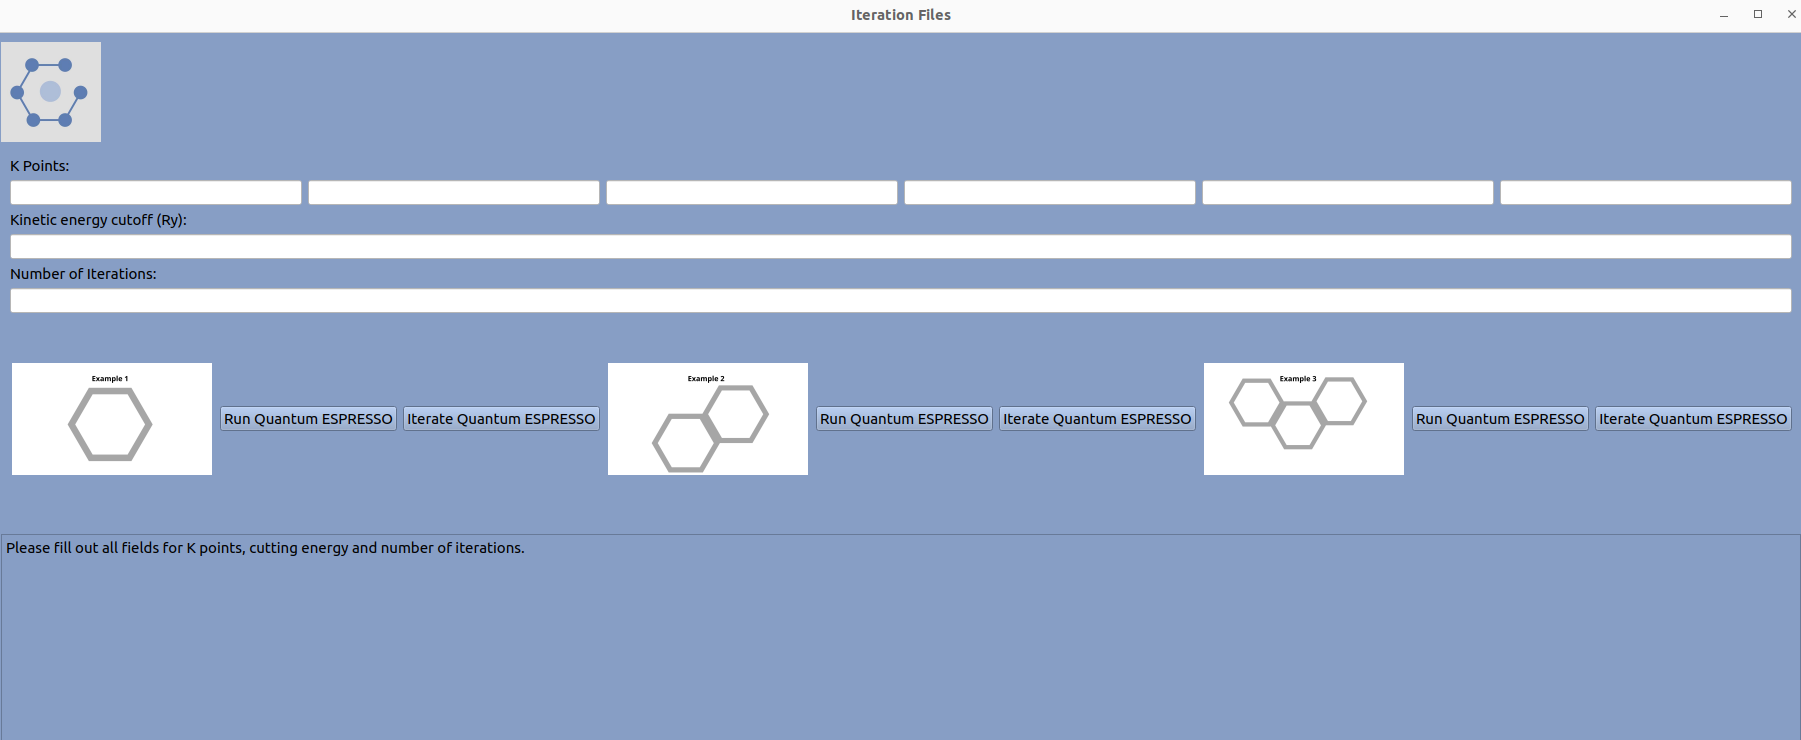 Iteration Files
K Points:
Kinetic energy cutoff (Ry):
Number of Iterations:
Example 1
Run Quantum ESPRESSO
Iterate Quantum ESPRESSO
Example 2
Run Quantum ESPRESSO
Iterate Quantum ESPRESSO
Example 3
Run Quantum ESPRESSO
Iterate Quantum ESPRESSO
Please fill out all fields for K points, cutting energy and number of iterations.